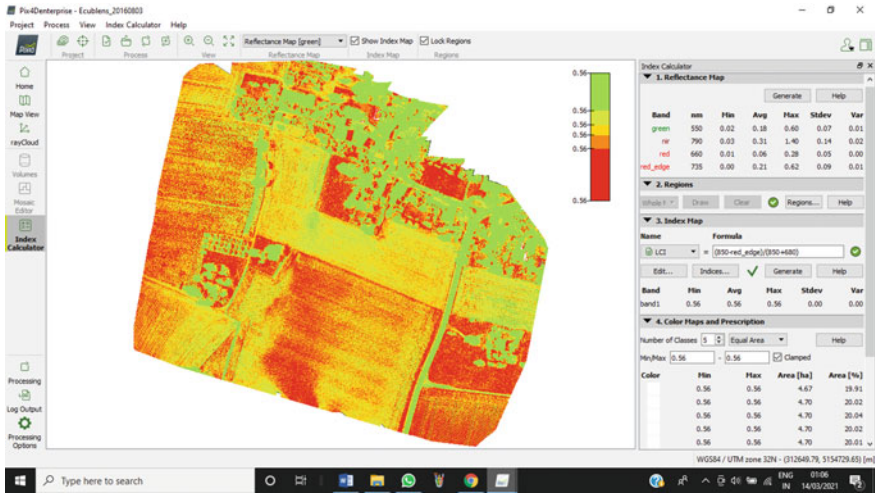 Pix4Denterprise - Ecublens_20160803
Project Process View Index Calculator Help
Project
Process
View
Reflectance Map [green]
Reflectance Map
Show Index Map
Index Map
Lock Regions
Regions
Home
Map View
rayCloud
Volumes
Mosaic
Editor
Index
Calculator
Processing
Log Output
Processing
Options
0.56
0.56
0.56
0.56
0.56
0.56
Index Calculator
1. Reflectance Map
Generate Help
Band nm Min Avg Max Stdev Var
green 550 0.02 0.18 0.60 0.07 0.01
nir 790 0.03 0.31 1.40 0.14 0.02
red 660 0.01 0.06 0.28 0.05 0.00
red_edge 735 0.00 0.21 0.62 0.09 0.01
2. Regions
Draw Clear Regions... Help
3. Index Map
Name Formula
LCI = (850-red_edge)/(850+680)
Edit... Indices... Generate Help
Band Min Avg Max Stdev Var
band1 0.56 0.56 0.56 0.00 0.00
4. Color Maps and Prescription
Number of Classes 5 Equal Area Help
Min/Max 0.56 - 0.56 Clamped
Color Min Max Area [ha] Area [%]
0.56 0.56 4.67 19.91
0.56 0.56 4.70 20.02
0.56 0.56 4.70 20.04
0.56 0.56 4.70 20.02
0.56 0.56 4.70 20.01
WGS84 / UTM zone 32N - (312649.79, 5154729.65) [m]
Type here to search
ENG
IN
01:06
14/03/2021